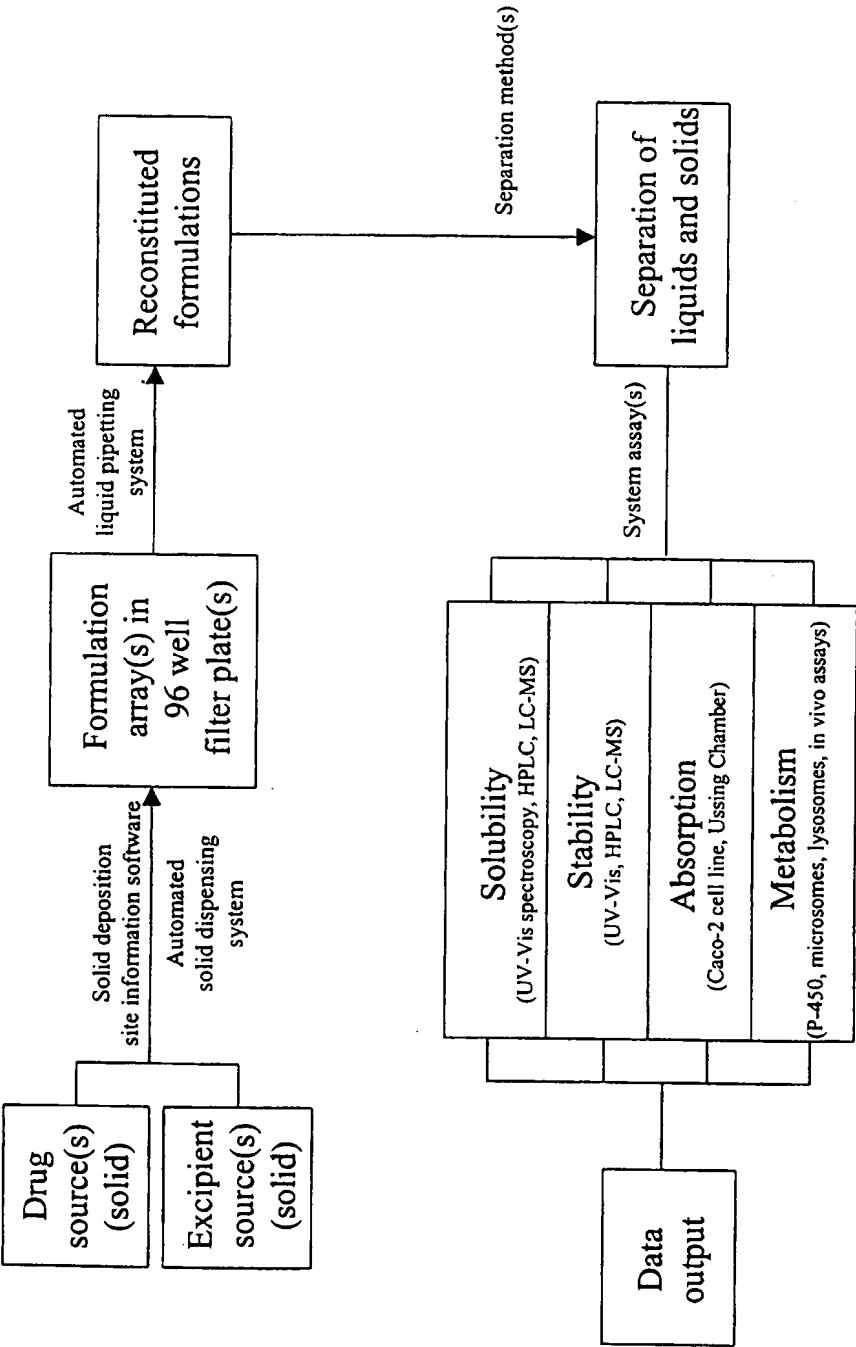 Drug
source(s)
(solid)
Excipient
source(s)
(solid)
Solid deposition
site information software
Automated
solid dispensing
system
Formulation
array(s) in
96 well
filter plate(s)
Automated
liquid pipetting
system
Reconstituted
formulations
Separation method(s)
Separation of
liquids and solids
System assay(s)
Solubility
(UV-Vis spectroscopy, HPLC, LC-MS)
Stability
(UV-Vis, HPLC, LC-MS)
Absorption
(Caco-2 cell line, Ussing Chamber)
Metabolism
(P-450, microsomes, lysosomes, in vivo assays)
Data
output